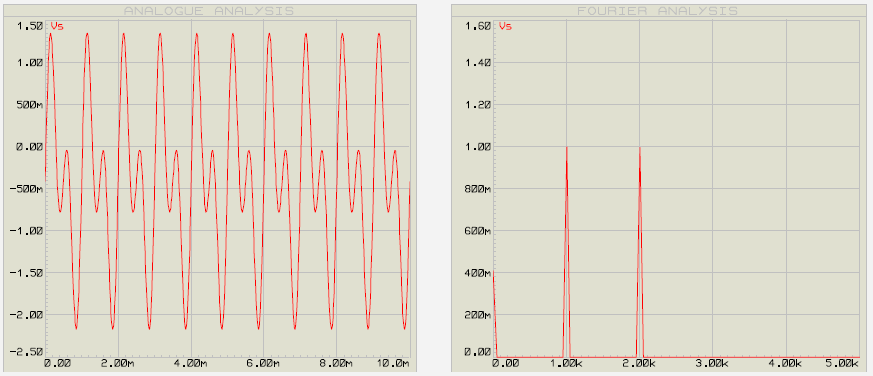 ANALOGUE ANALYSIS
Vs
1.50
1.00
500m
0.00
-500m
-1.00
-1.50
-2.00
-2.50
0.00 2.00m 4.00m 6.00m 8.00m 10.0m
FOURIER ANALYSIS
Vs
1.60
1.40
1.20
1.00
800m
600m
400m
200m
0.00
0.00 1.00k 2.00k 3.00k 4.00k 5.00k